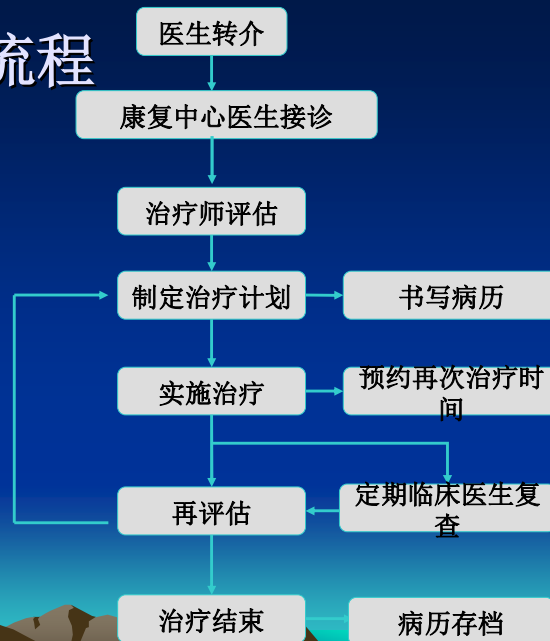 医生转介
流程
康复中心医生接诊
治疗师评估
制定治疗计划
书写病历
实施治疗
预约再次治疗时
间
再评估
定期临床医生复
查
治疗结束
病历存档